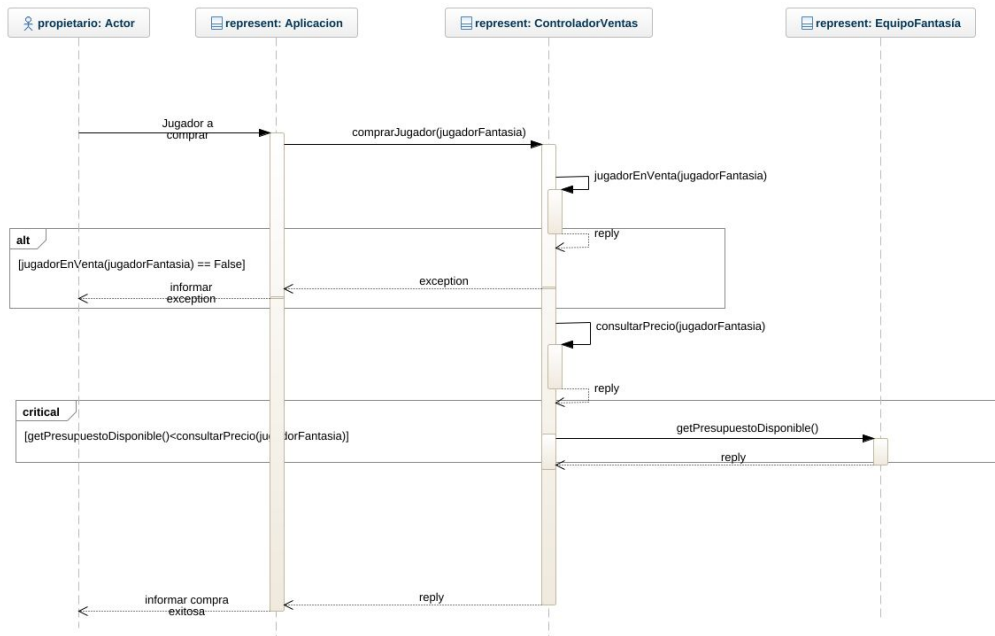 propietario: Actor
represent: Aplicacion
represent: ControladorVentas
represent: EquipoFantasía
Jugador a
comprar
comprarJugador(jugadorFantasia)
jugadorEnVenta(jugadorFantasia)
reply
alt
[jugadorEnVenta(jugadorFantasia) == False]
exception
informar
exception
consultarPrecio(jugadorFantasia)
reply
critical
[getPresupuestoDisponible()<consultarPrecio(jugadorFantasia)]
getPresupuestoDisponible()
reply
reply
informar compra
exitosa